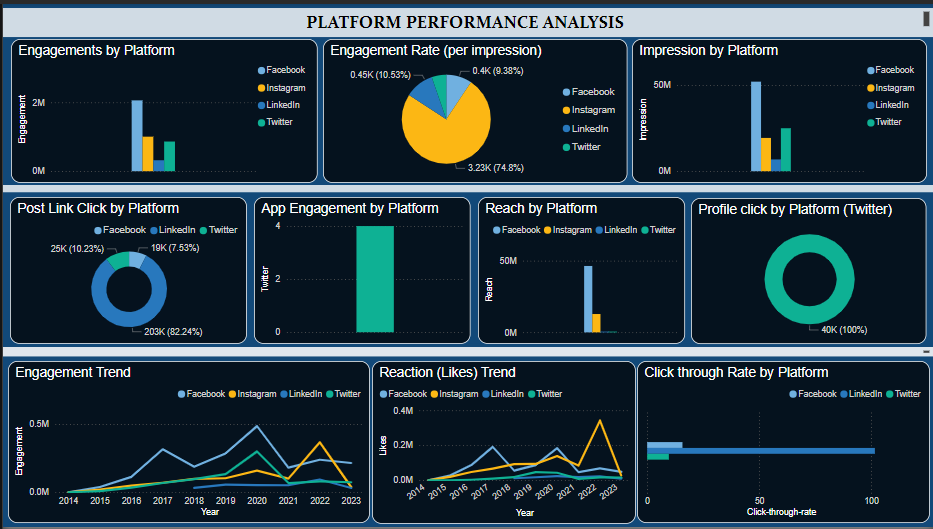 PLATFORM PERFORMANCE ANALYSIS
Engagements by Platform
Facebook
Instagram
LinkedIn
Twitter
2M
0M
Engagement
Engagement Rate (per impression)
0.45K (10.53%)
0.4K (9.38%)
3.23K (74.8%)
Facebook
Instagram
LinkedIn
Twitter
Impression by Platform
Facebook
Instagram
LinkedIn
Twitter
50M
0M
Impression
Post Link Click by Platform
Facebook LinkedIn Twitter
25K (10.23%)
19K (7.53%)
203K (82.24%)
App Engagement by Platform
4
2
0
Twitter
Reach by Platform
Facebook Instagram LinkedIn Twitter
50M
0M
Reach
Profile click by Platform (Twitter)
40K (100%)
Engagement Trend
Facebook Instagram LinkedIn Twitter
0.5M
0.0M
Engagement
2014 2015 2016 2017 2018 2019 2020 2021 2022 2023
Year
Reaction (Likes) Trend
Facebook Instagram LinkedIn Twitter
0.4M
0.2M
0.0M
Likes
2014 2015 2016 2017 2018 2019 2020 2021 2022 2023
Year
Click through Rate by Platform
Facebook LinkedIn Twitter
0 50 100
Click-through-rate